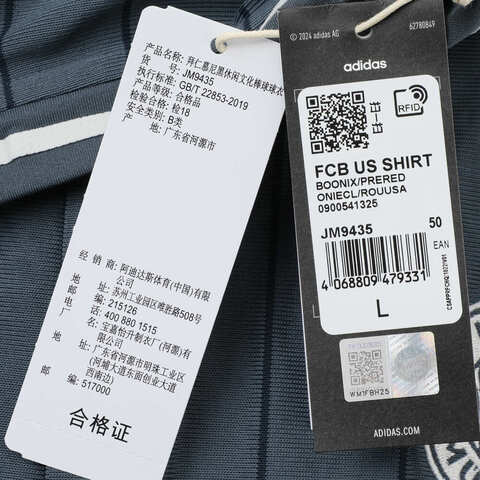 产品名称: 拜仁慕尼黑休闲文化棒球球衣
货 号: JM9435
执行标准: GB/T 22853-2019
产品等级: 合格品
检验合格: 检18
安全类别: B类
产 地: 广东省河源市
经 销 商: 阿迪达斯体育(中国)有限公司
地 址: 苏州工业园区唯胜路508号
邮 编: 215126
电 话: 400 880 1515
生 产 商: 宝嘉怡升制衣厂(河源)有限公司
地 址: 广东省河源市明珠工业园(河埔大道东面创业大道西南边)
邮 编: 517000
合格证
© 2024 adidas AG
62780849
adidas
RFID
FCB US SHIRT
BOONIX/PRERED
ONIECL/ROUUSA
0900541325
JM9435
50
EAN
4 068809 479331
L
WM1FBH25
ADIDAS.COM